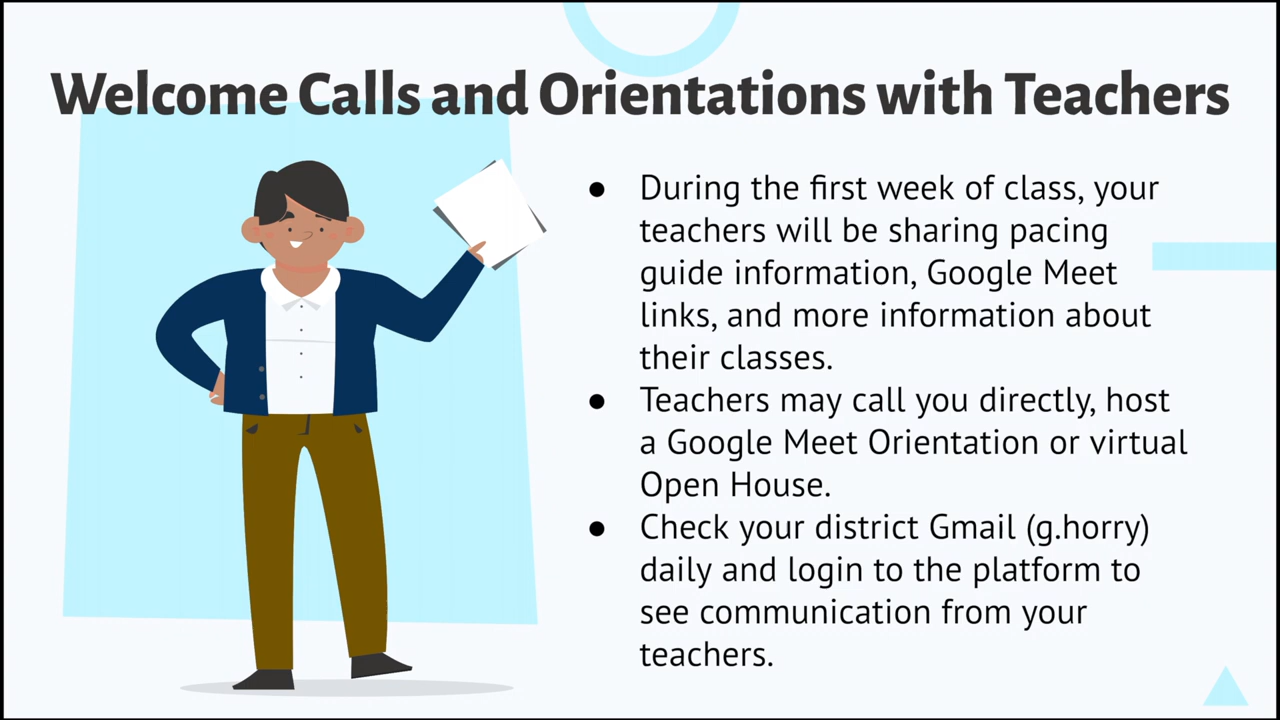 Welcome Calls and Orientations with Teachers
● During the first week of class, your
teachers will be sharing pacing
guide information, Google Meet
links, and more information about
their classes.
● Teachers may call you directly, host
a Google Meet Orientation or virtual
Open House.
● Check your district Gmail (g.horry)
daily and login to the platform to
see communication from your
teachers.